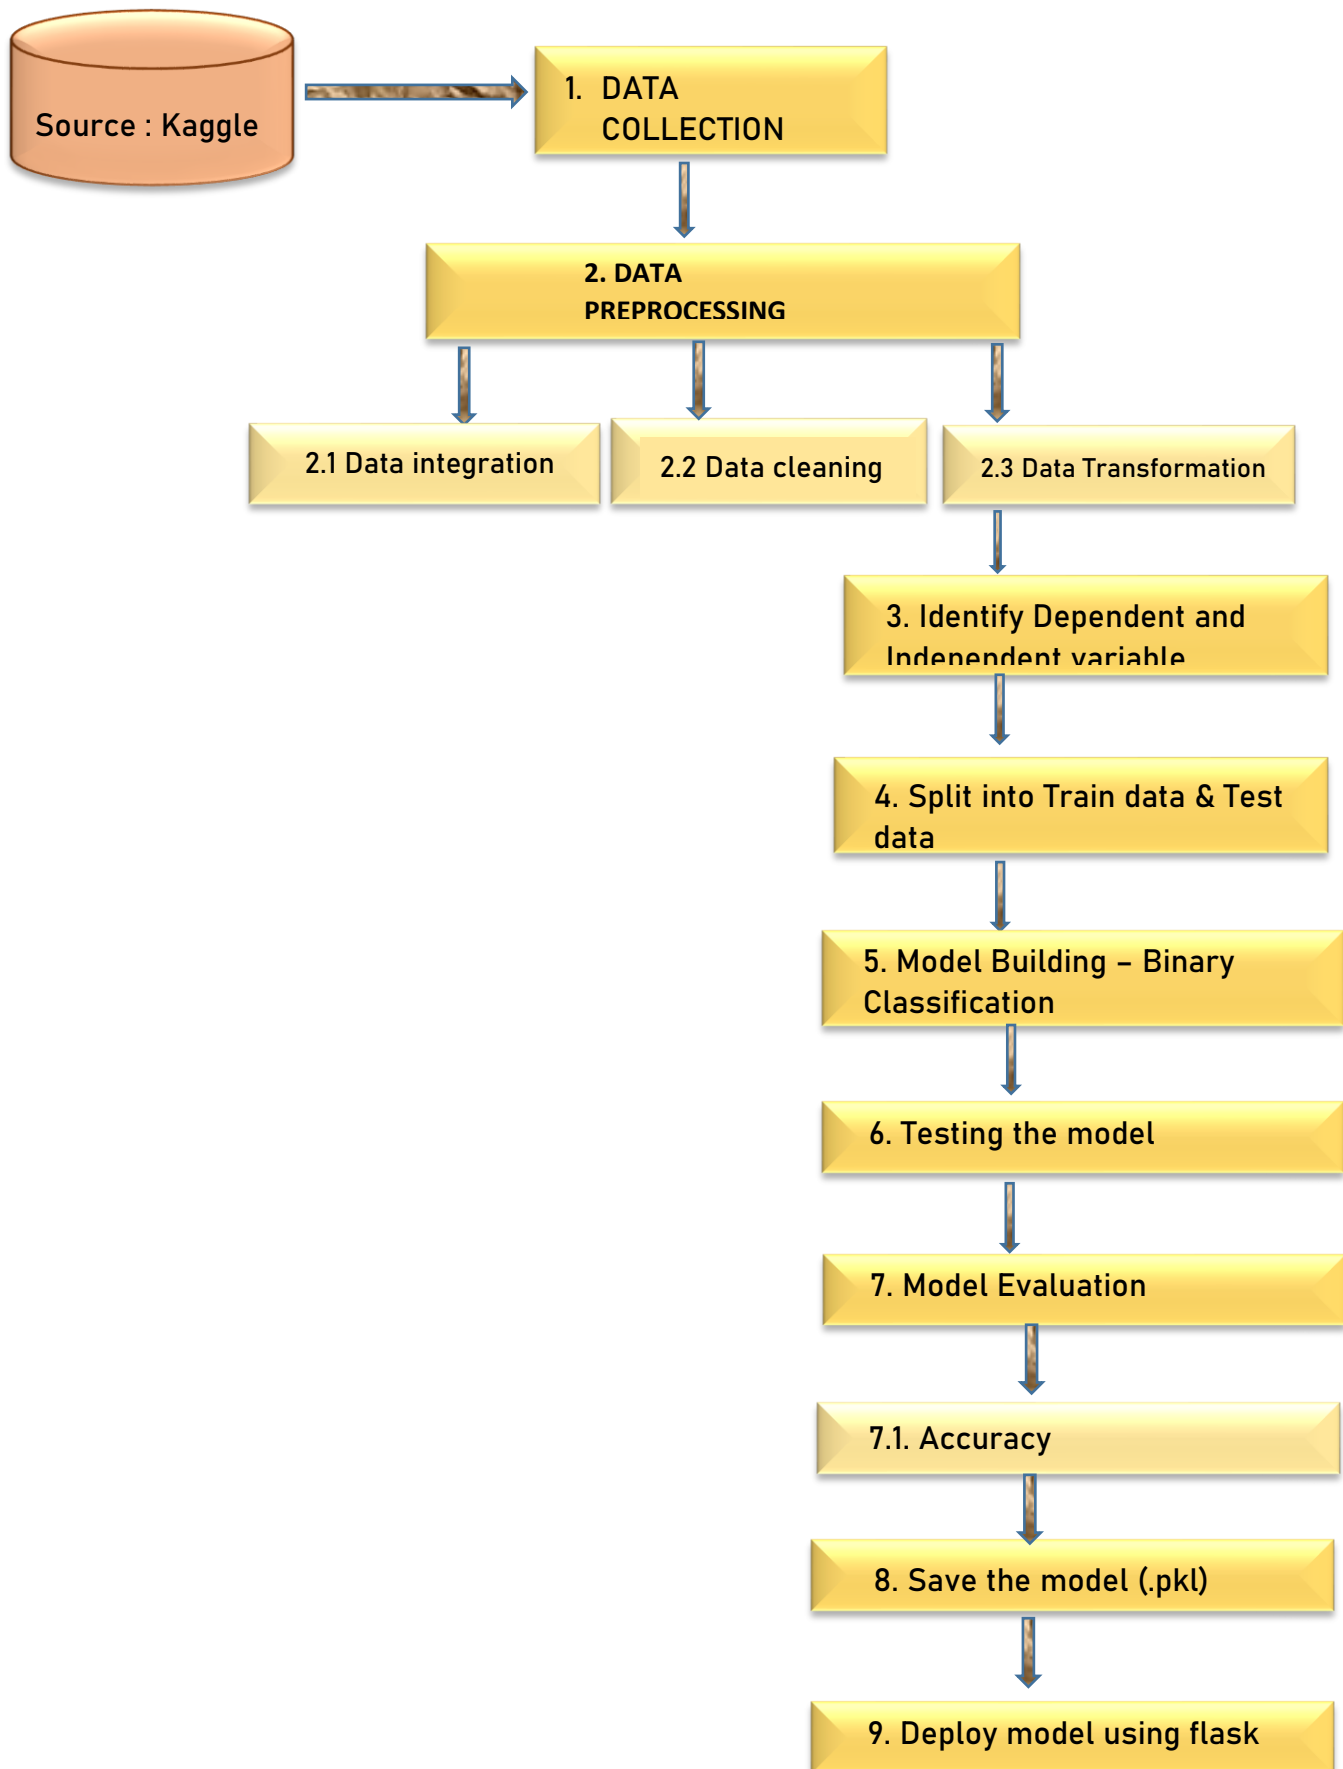 Source : Kaggle
1. DATA
COLLECTION
2. DATA
PREPROCESSING
2.1 Data integration
2.2 Data cleaning
2.3 Data Transformation
3. Identify Dependent and
Independent variable
4. Split into Train data & Test
data
5. Model Building – Binary
Classification
6. Testing the model
7. Model Evaluation
7.1. Accuracy
8. Save the model (.pkl)
9. Deploy model using flask